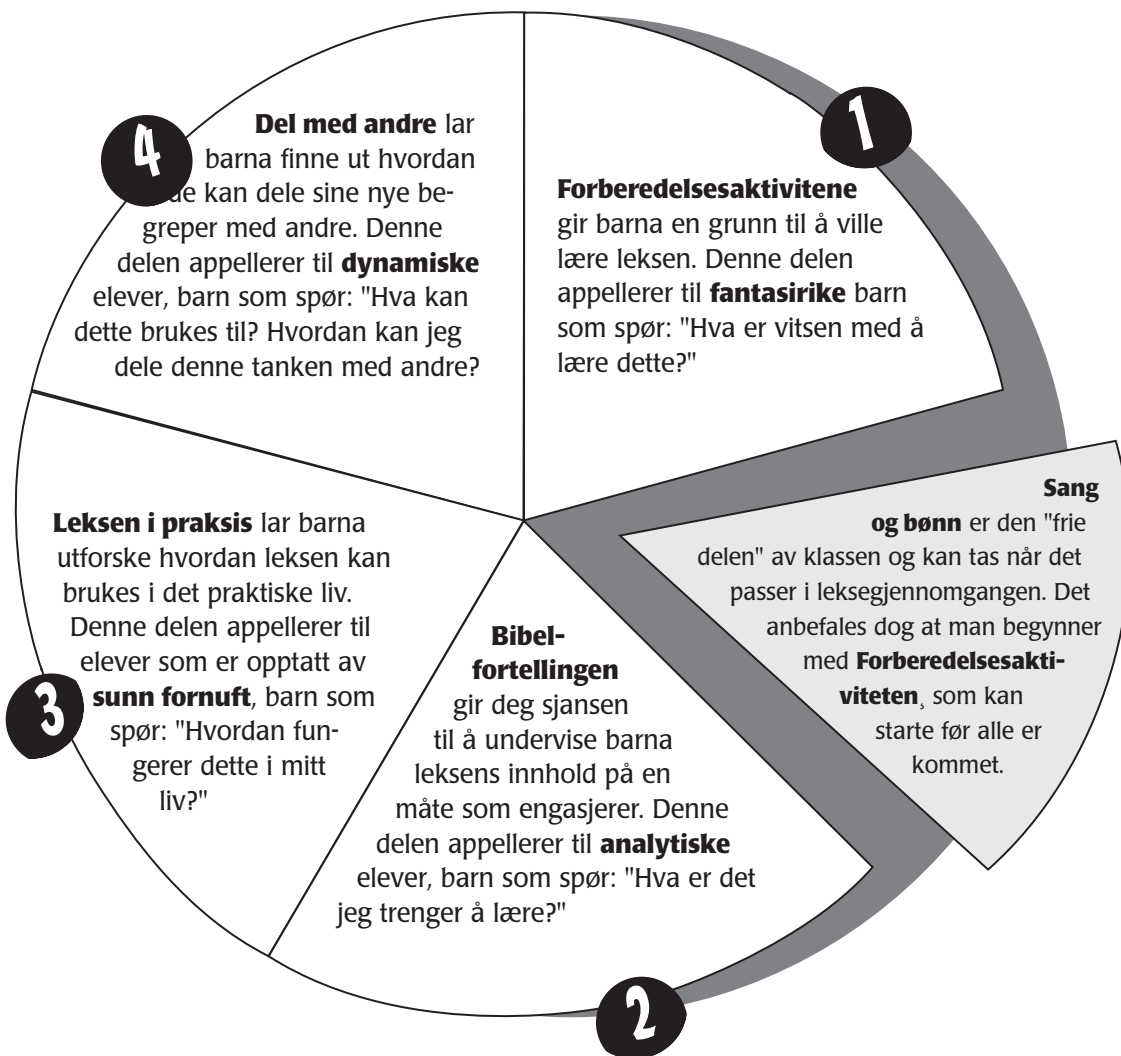 1
Forberedelsesaktivitene
gir barna en grunn til å ville
lære leksen. Denne delen
appellerer til fantasirike barn
som spør: "Hva er vitsen med å
lære dette?"
Sang
og bønn er den "frie
delen" av klassen og kan tas når det
passer i leksegjennomgangen. Det
anbefales dog at man begynner
med Forberedelsesakti-
viteten, som kan
starte før alle er
kommet.
2
Bibel-
fortellingen
gir deg sjansen
til å undervise barna
leksens innhold på en
måte som engasjerer. Denne
delen appellerer til analytiske
elever, barn som spør: "Hva er det
jeg trenger å lære?"
3
Leksen i praksis lar barna
utforske hvordan leksen kan
brukes i det praktiske liv.
Denne delen appellerer til
elever som er opptatt av
sunn fornuft, barn som
spør: "Hvordan fun-
gerer dette i mitt
liv?"
4
Del med andre lar
barna finne ut hvordan
de kan dele sine nye be-
greper med andre. Denne
delen appellerer til dynamiske
elever, barn som spør: "Hva kan
dette brukes til? Hvordan kan jeg
dele denne tanken med andre?